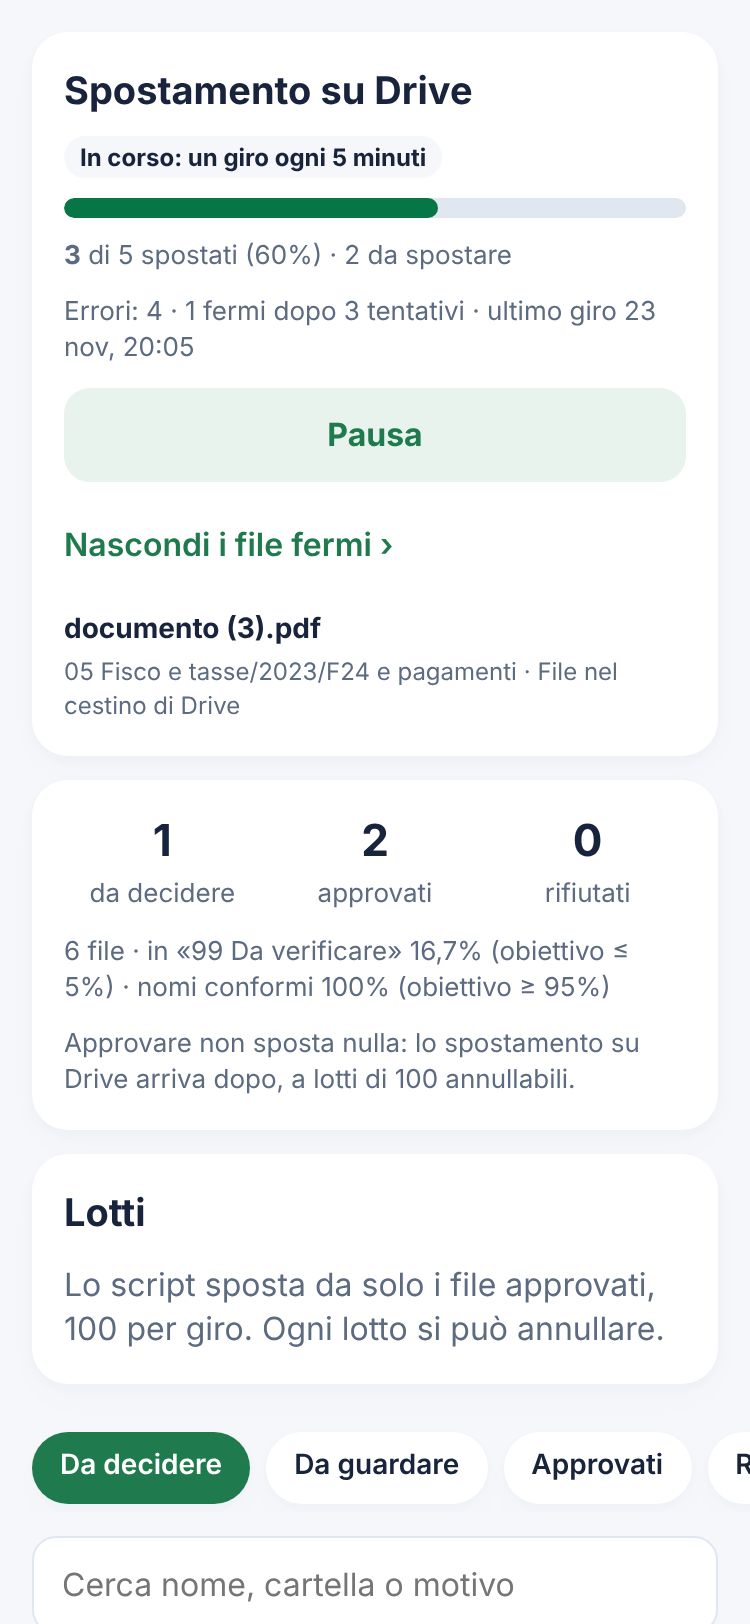 Spostamento su Drive
In corso: un giro ogni 5 minuti
3 di 5 spostati (60%) · 2 da spostare
Errori: 4 · 1 fermi dopo 3 tentativi · ultimo giro 23
nov, 20:05
Pausa
Nascondi i file fermi ›
documento (3).pdf
05 Fisco e tasse/2023/F24 e pagamenti · File nel
cestino di Drive
1 2 0
da decidere approvati rifiutati
6 file · in «99 Da verificare» 16,7% (obiettivo ≤
5%) · nomi conformi 100% (obiettivo ≥ 95%)
Approvare non sposta nulla: lo spostamento su
Drive arriva dopo, a lotti di 100 annullabili.
Lotti
Lo script sposta da solo i file approvati,
100 per giro. Ogni lotto si può annullare.
Da decidere Da guardare Approvati
Cerca nome, cartella o motivo